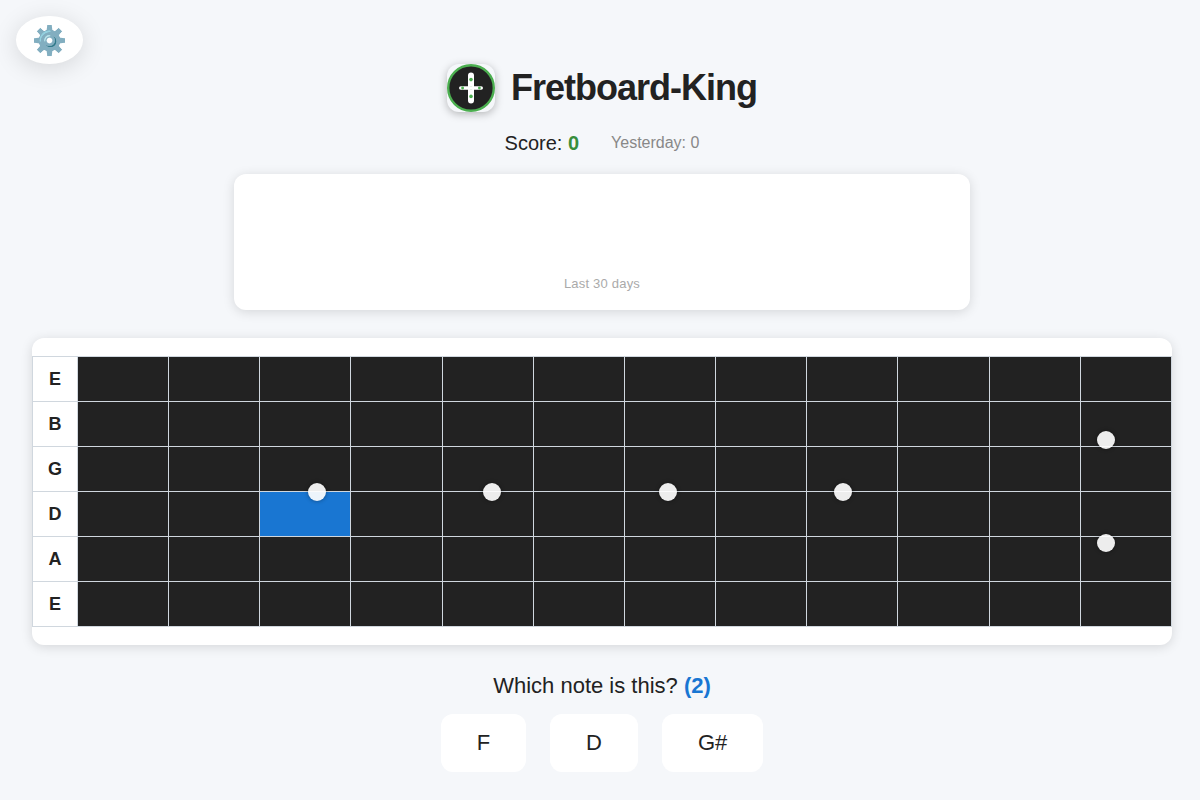 Fretboard-King
Score: 0 Yesterday: 0
Last 30 days
E
B
G
D
A
E
Which note is this? (2)
F D G#